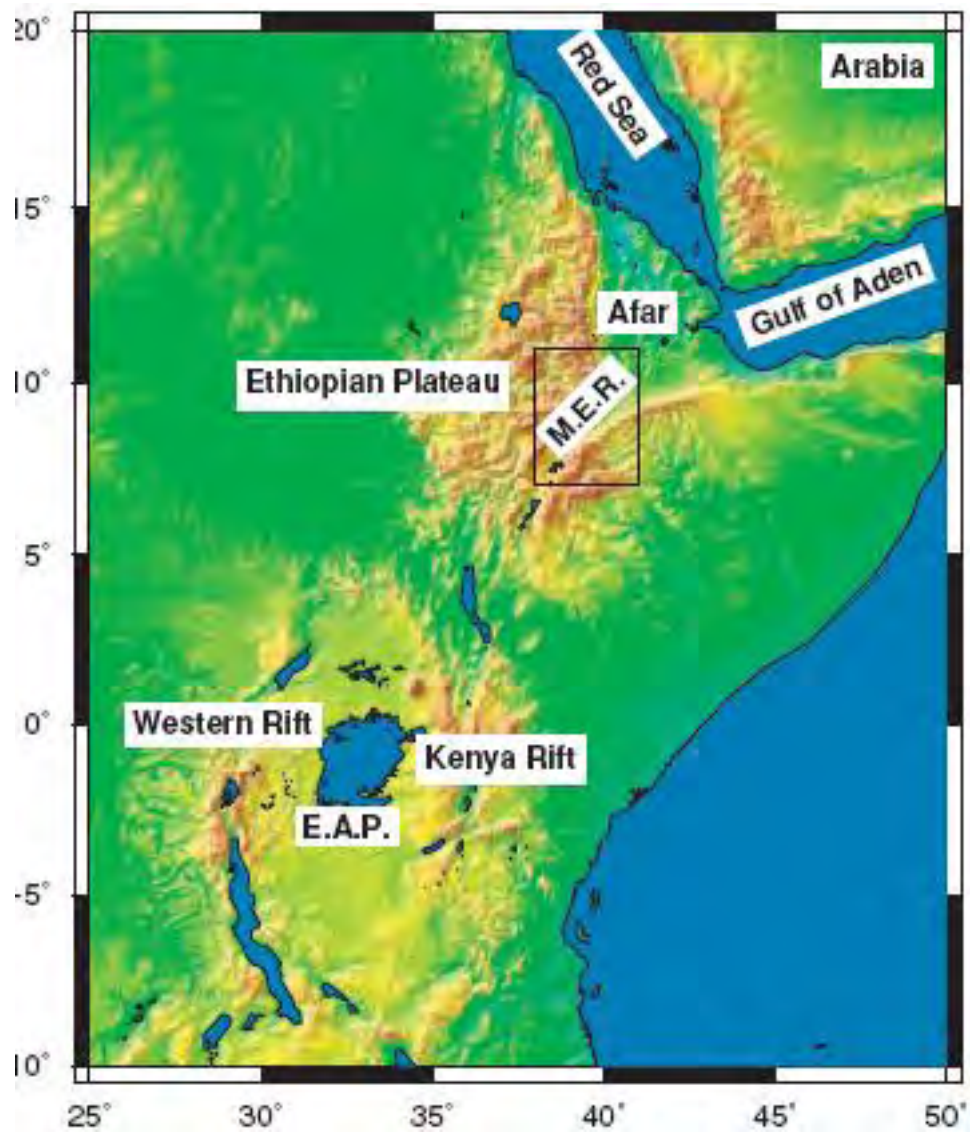 20˚
Red Sea
Arabia
15˚
Afar
Gulf of Aden
Ethiopian Plateau
10˚
M.E.R.
5˚
Western Rift
0˚
Kenya Rift
E.A.P.
-5˚
10˚
25˚ 30˚ 35˚ 40˚ 45˚ 50˚